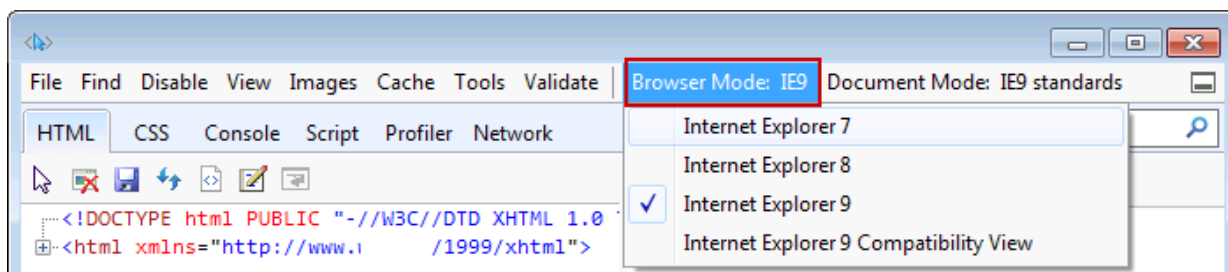 File Find Disable View Images Cache Tools Validate Browser Mode: IE9 Document Mode: IE9 standards
HTML CSS Console Script Profiler Network
Internet Explorer 7
Internet Explorer 8
Internet Explorer 9
Internet Explorer 9 Compatibility View
<!DOCTYPE html PUBLIC "-//W3C//DTD XHTML 1.0
<html xmlns="http://www. /1999/xhtml">